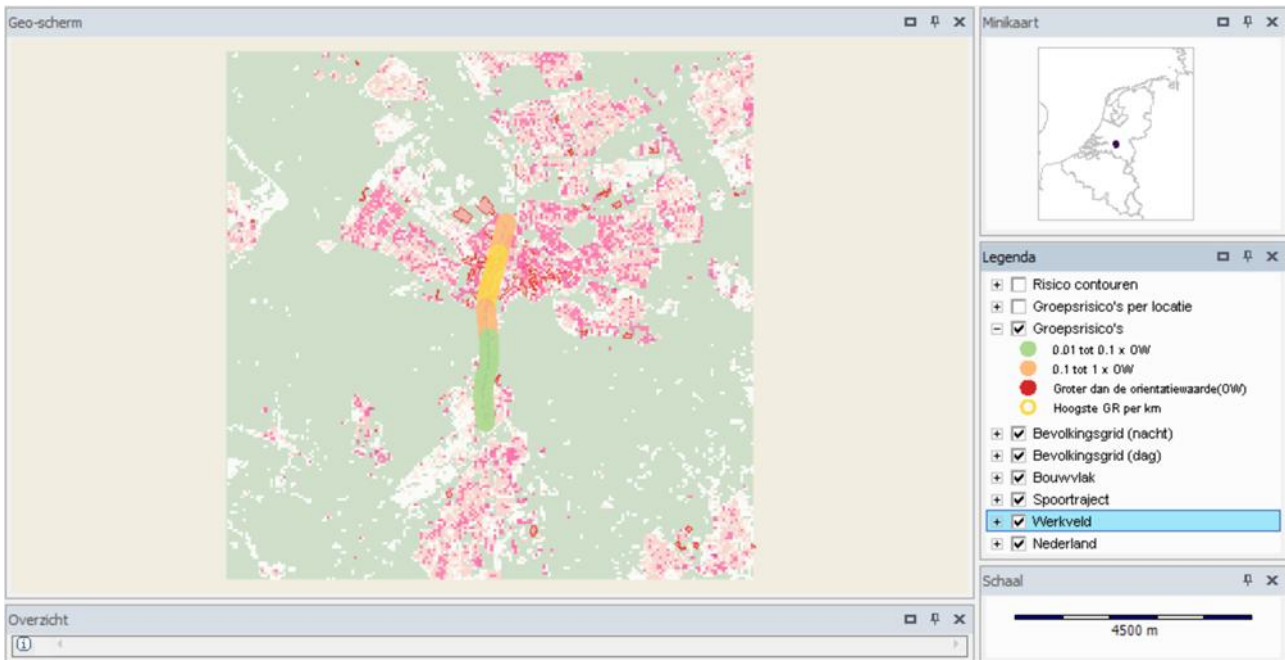 Geo-scherm
Minikaart
Legenda
Risico contouren
Groepsrisico's per locatie
Groepsrisico's
0.01 tot 0.1 x OW
0.1 tot 1 x OW
Groter dan de orientatiewaarde(OW)
Hoogste GR per km
Bevolkingsgrid (nacht)
Bevolkingsgrid (dag)
Bouwvlak
Spoortraject
Werkveld
Nederland
Schaal
4500 m
Overzicht